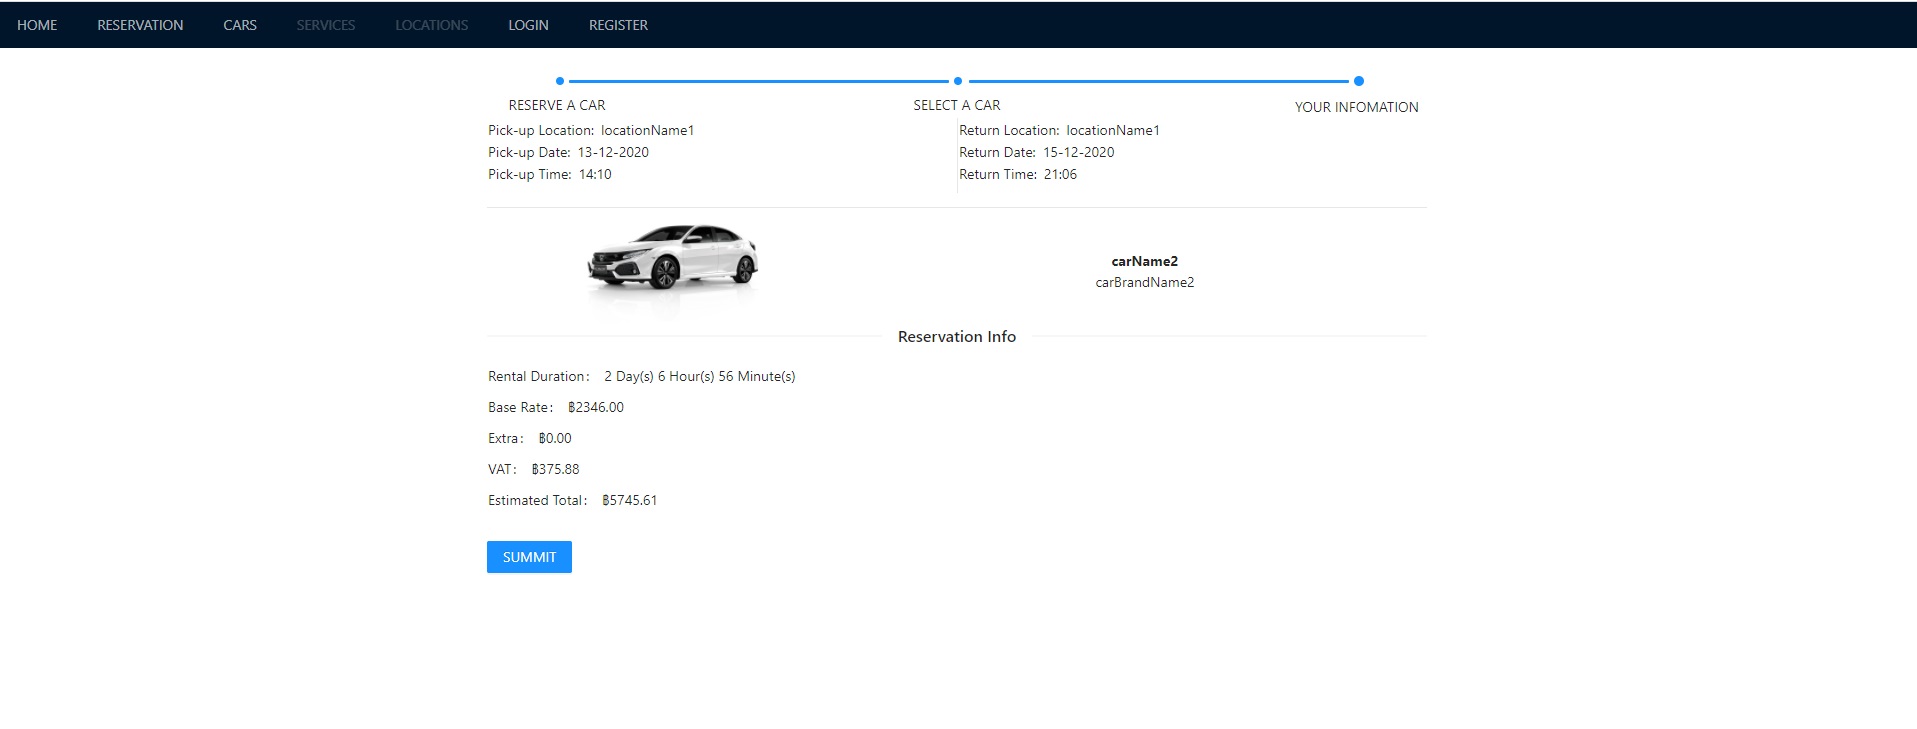 HOME RESERVATION CARS SERVICES LOCATIONS LOGIN REGISTER
RESERVE A CAR SELECT A CAR YOUR INFOMATION
Pick-up Location: locationName1 Return Location: locationName1
Pick-up Date: 13-12-2020 Return Date: 15-12-2020
Pick-up Time: 14:10 Return Time: 21:06
carName2
carBrandName2
Reservation Info
Rental Duration: 2 Day(s) 6 Hour(s) 56 Minute(s)
Base Rate: ฿2346.00
Extra: ฿0.00
VAT: ฿375.88
Estimated Total: ฿5745.61
SUMMIT